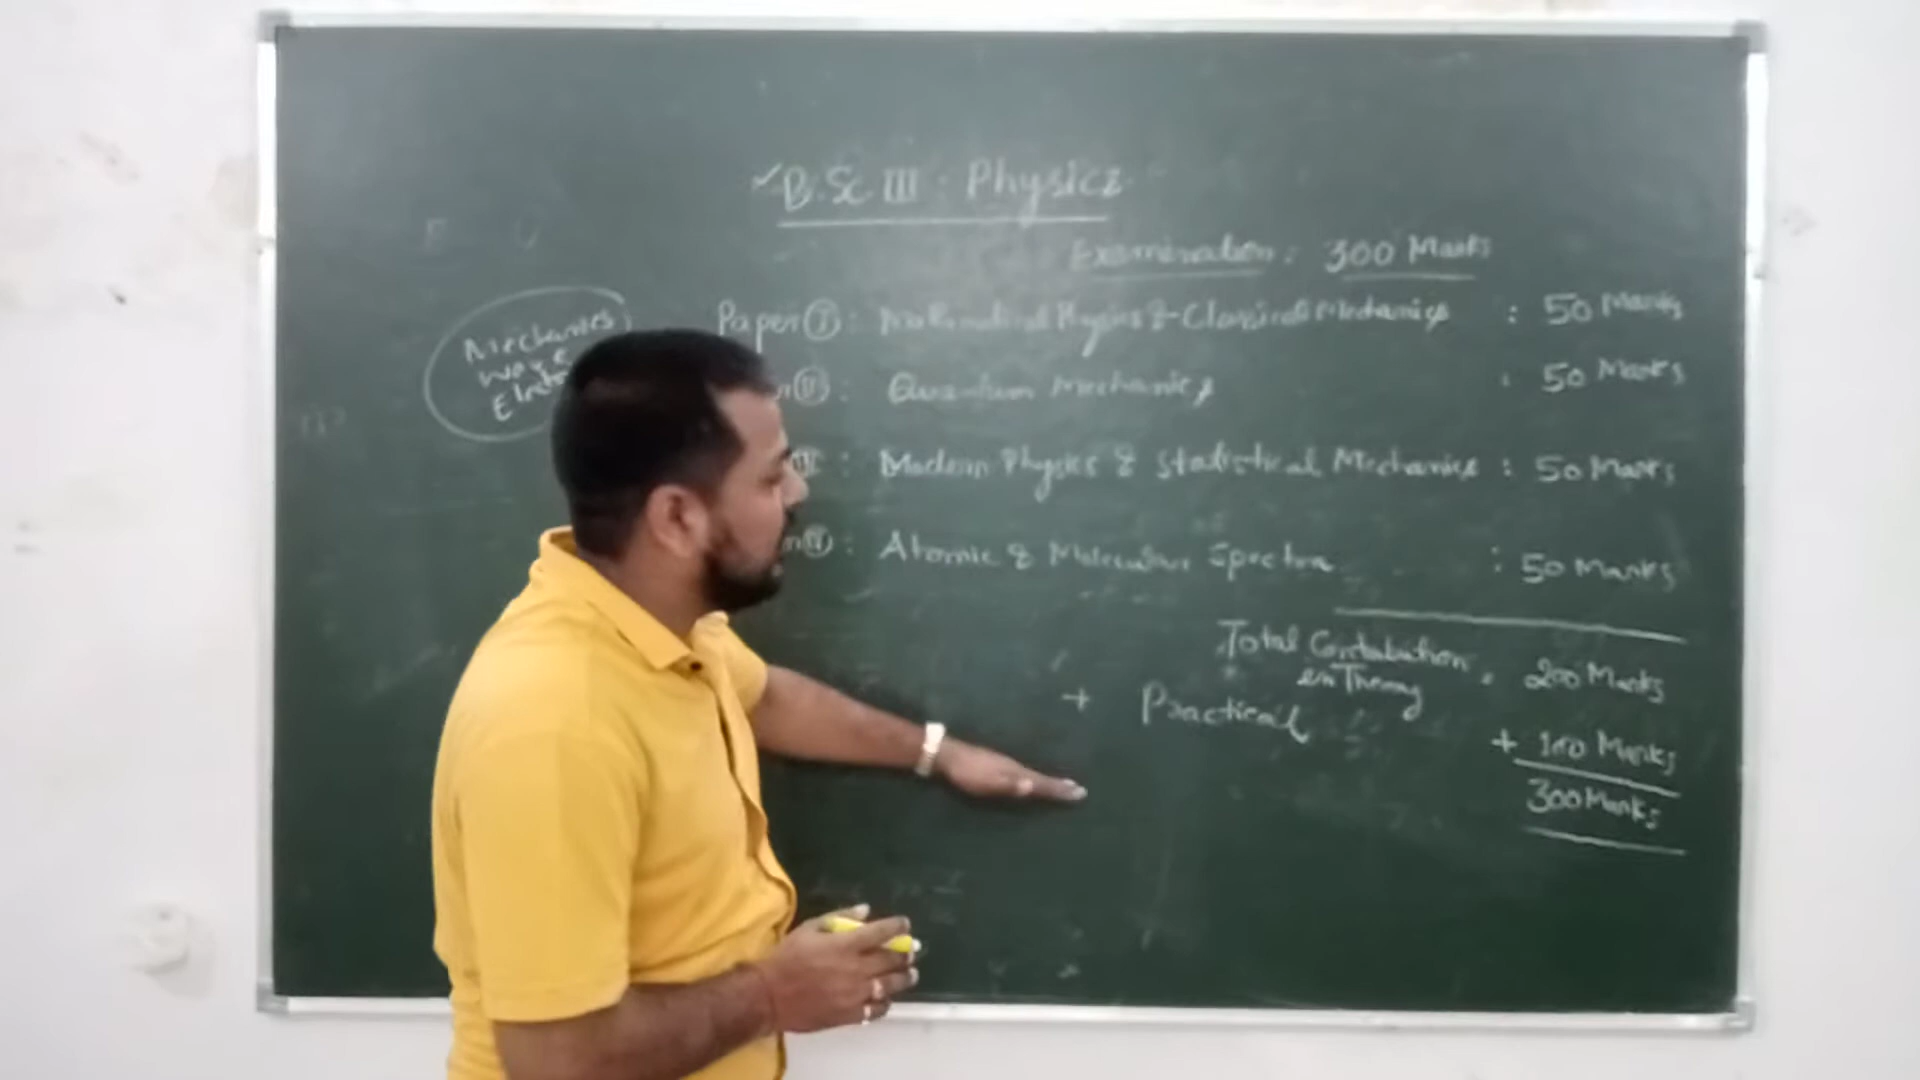 B.Sc III : Physics
Examination : 300 Marks
Mechanics
wave
Paper (I) : Mathematical Physics & Classical Mechanics : 50 Marks
(II) : Quantum Mechanics : 50 Marks
: Modern Physics & Statistical Mechanics : 50 Marks
(IV) : Atomic & Molecular Spectra : 50 Marks
Total Contribution = 200 Marks
in Theory
+ Practical + 100 Marks
300 Marks